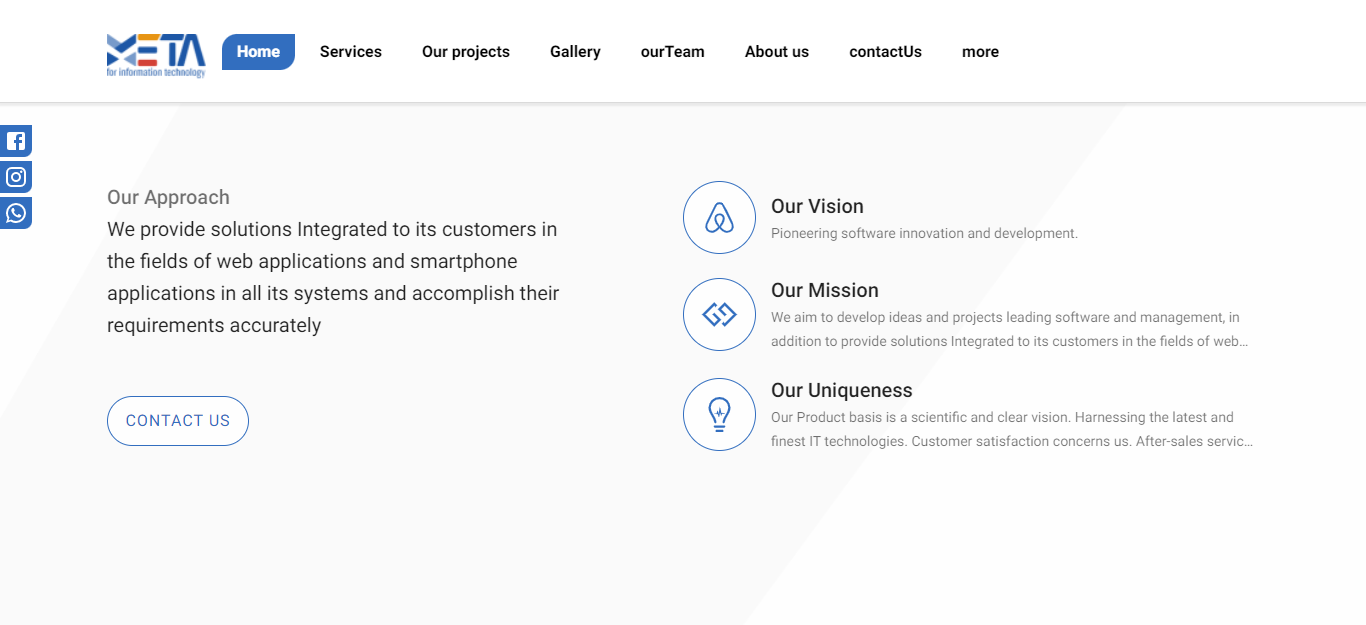 META
for information technology
Home
Services
Our projects
Gallery
ourTeam
About us
contactUs
more
Our Approach
We provide solutions Integrated to its customers in
the fields of web applications and smartphone
applications in all its systems and accomplish their
requirements accurately
CONTACT US
Our Vision
Pioneering software innovation and development.
Our Mission
We aim to develop ideas and projects leading software and management, in
addition to provide solutions Integrated to its customers in the fields of web...
Our Uniqueness
Our Product basis is a scientific and clear vision. Harnessing the latest and
finest IT technologies. Customer satisfaction concerns us. After-sales servic...